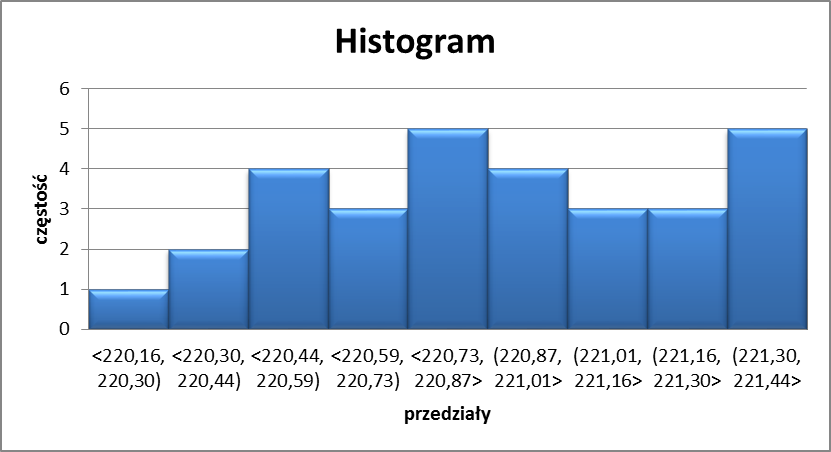 Histogram
6
5
4
3
2
1
0
częstość
<220,16, <220,30, <220,44, <220,59, <220,73, (220,87, (221,01, (221,16, (221,30,
220,30) 220,44) 220,59) 220,73) 220,87> 221,01> 221,16> 221,30> 221,44>
przedziały